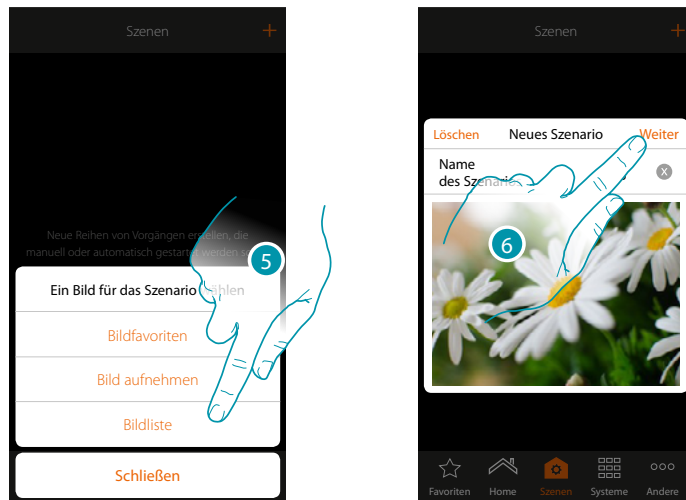 Szenen
+
Neue Reihen von Vorgängen erstellen, die
manuell oder automatisch gestartet werden
5
Ein Bild für das Szenario wählen
Bildfavoriten
Bild aufnehmen
Bildliste
Schließen
Szenen
+
Löschen Neues Szenario Weiter
Name
des Szenarios
X
6
Favoriten Home Szenen Systeme Andere